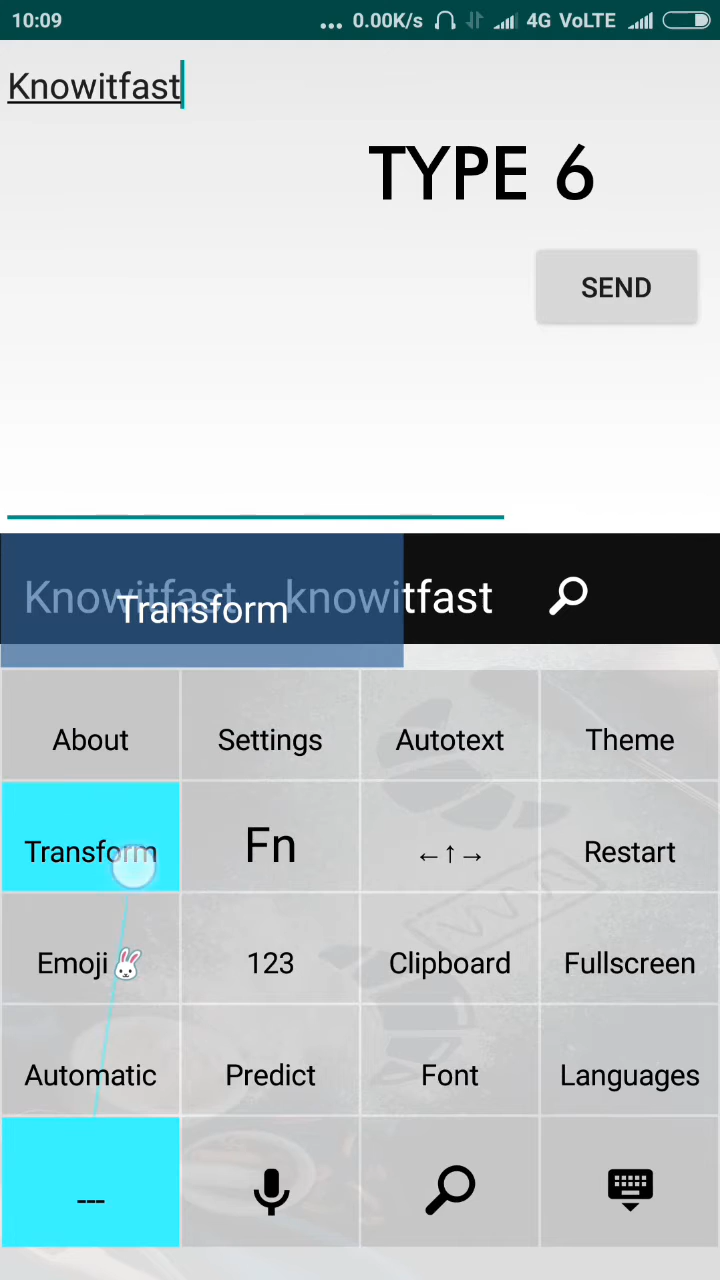 10:09 ... 0.00K/s 4G VoLTE
Knowitfast
TYPE 6
SEND
Knowitfast knowitfast
Transform
About Settings Autotext Theme
Transform Fn ←↑→ Restart
Emoji🐰 123 Clipboard Fullscreen
Automatic Predict Font Languages
---